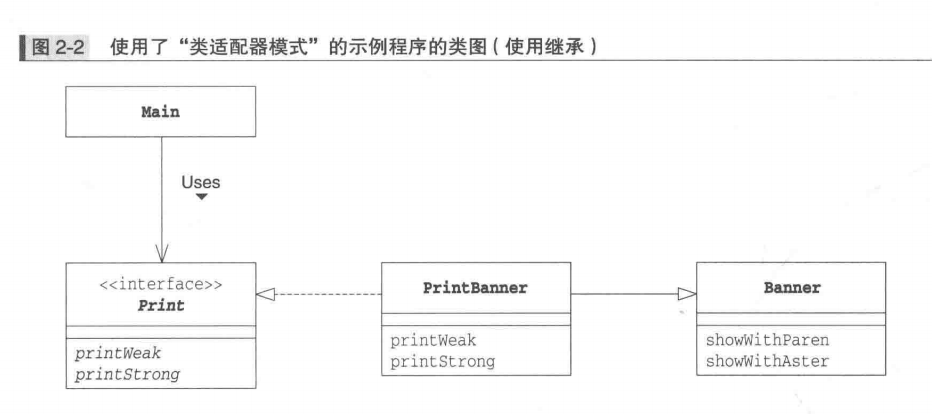 图 2-2 使用了“类适配器模式”的示例程序的类图（使用继承）
Main
Uses
<<interface>>
Print
printWeak
printStrong
PrintBanner
printWeak
printStrong
Banner
showWithParen
showWithAster